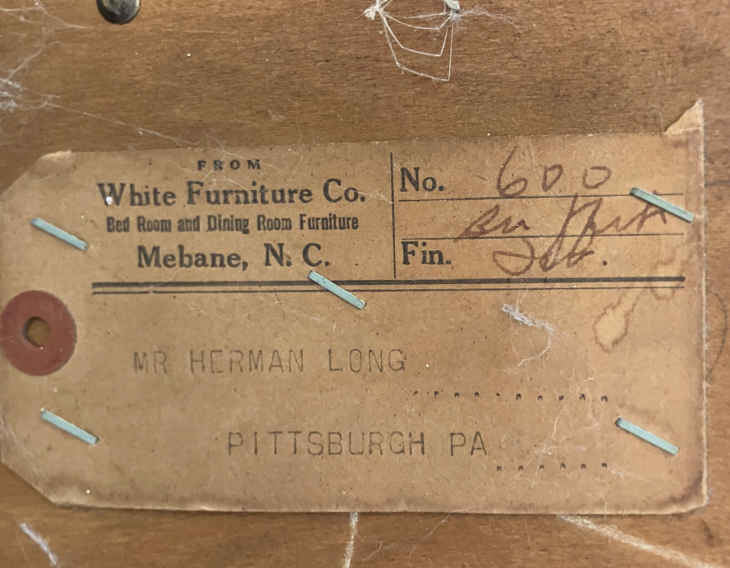 FROM
White Furniture Co.
Bed Room and Dining Room Furniture
Mebane, N. C.
No. 600
Fin.
MR HERMAN LONG
PITTSBURGH PA